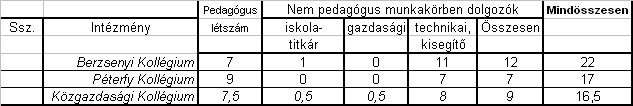 Pedagógus Nem pedagógus munkakörben dolgozók Mindösszesen
Ssz. Intézmény létszám iskola- gazdasági technikai, Összesen
titkár kisegítő
Berzsenyi Kollégium 7 1 0 11 12 22
Péterfy Kollégium 9 0 0 7 7 17
Közgazdasági Kollégium 7,5 0,5 0,5 8 9 16,5